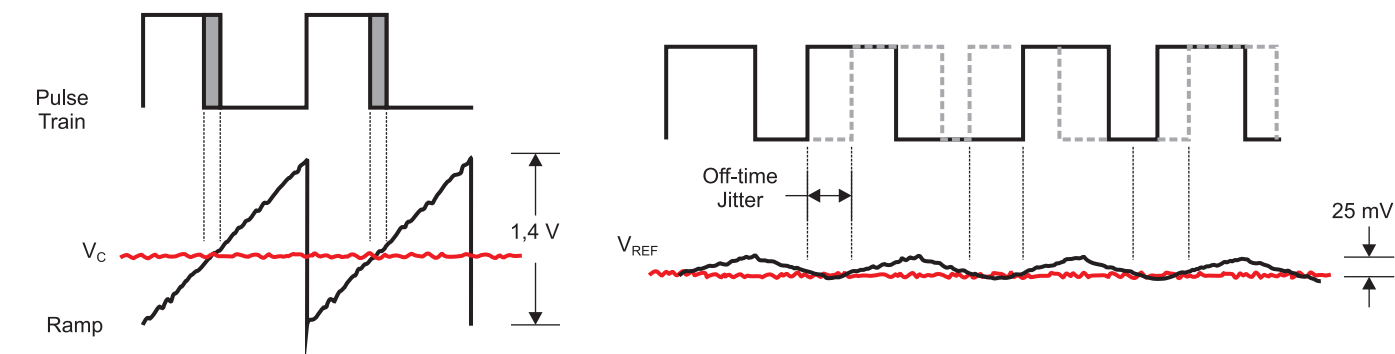 Pulse
Train
V_C
Ramp
1,4 V
Off-time
Jitter
V_REF
25 mV